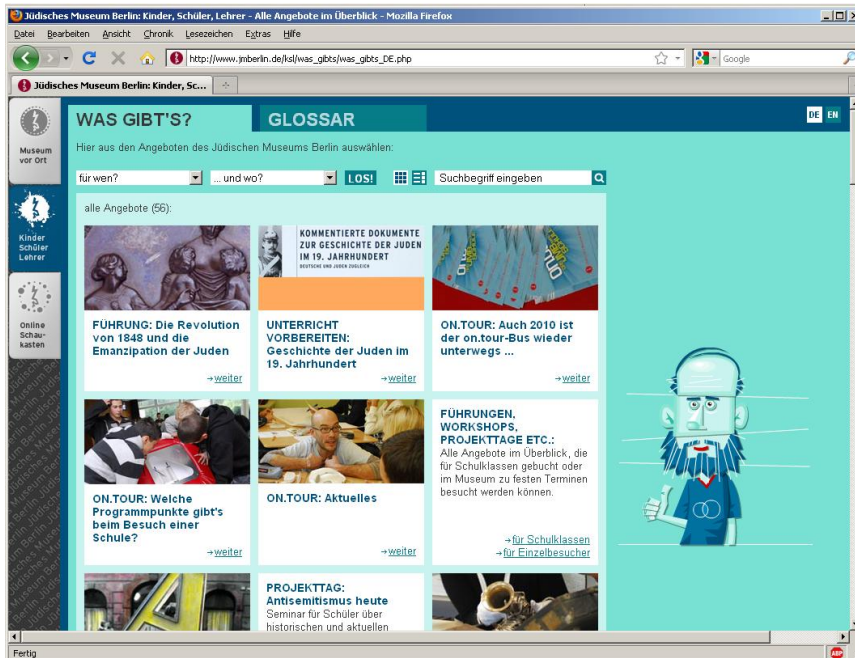 Jüdisches Museum Berlin: Kinder, Schüler, Lehrer - Alle Angebote im Überblick - Mozilla Firefox
Datei Bearbeiten Ansicht Chronik Lesezeichen Extras Hilfe
http://www.jmberlin.de/ksl/was_gibts/was_gibts_DE.php
Google
Jüdisches Museum Berlin: Kinder, Sc...
Museum
vor Ort
Kinder
Schüler
Lehrer
Online
Schau-
kasten
WAS GIBT'S?
GLOSSAR
DE EN
Hier aus den Angeboten des Jüdischen Museums Berlin auswählen:
für wen?
... und wo?
LOS!
Suchbegriff eingeben
alle Angebote (56):
FÜHRUNG: Die Revolution
von 1848 und die
Emanzipation der Juden
→weiter
KOMMENTIERTE DOKUMENTE
ZUR GESCHICHTE DER JUDEN
IM 19. JAHRHUNDERT
DEUTSCHE UND JUDEN ZUGLEICH
UNTERRICHT
VORBEREITEN:
Geschichte der Juden im
19. Jahrhundert
→weiter
ON.TOUR: Auch 2010 ist
der on.tour-Bus wieder
unterwegs ...
→weiter
ON.TOUR: Welche
Programmpunkte gibt's
beim Besuch einer
Schule?
→weiter
ON.TOUR: Aktuelles
→weiter
FÜHRUNGEN,
WORKSHOPS,
PROJEKTTAGE ETC.:
Alle Angebote im Überblick, die
für Schulklassen gebucht oder
im Museum zu festen Terminen
besucht werden können.
→für Schulklassen
→für Einzelbesucher
PROJEKTTAG:
Antisemitismus heute
Seminar für Schüler über
historischen und aktuellen
Fertig
ABP